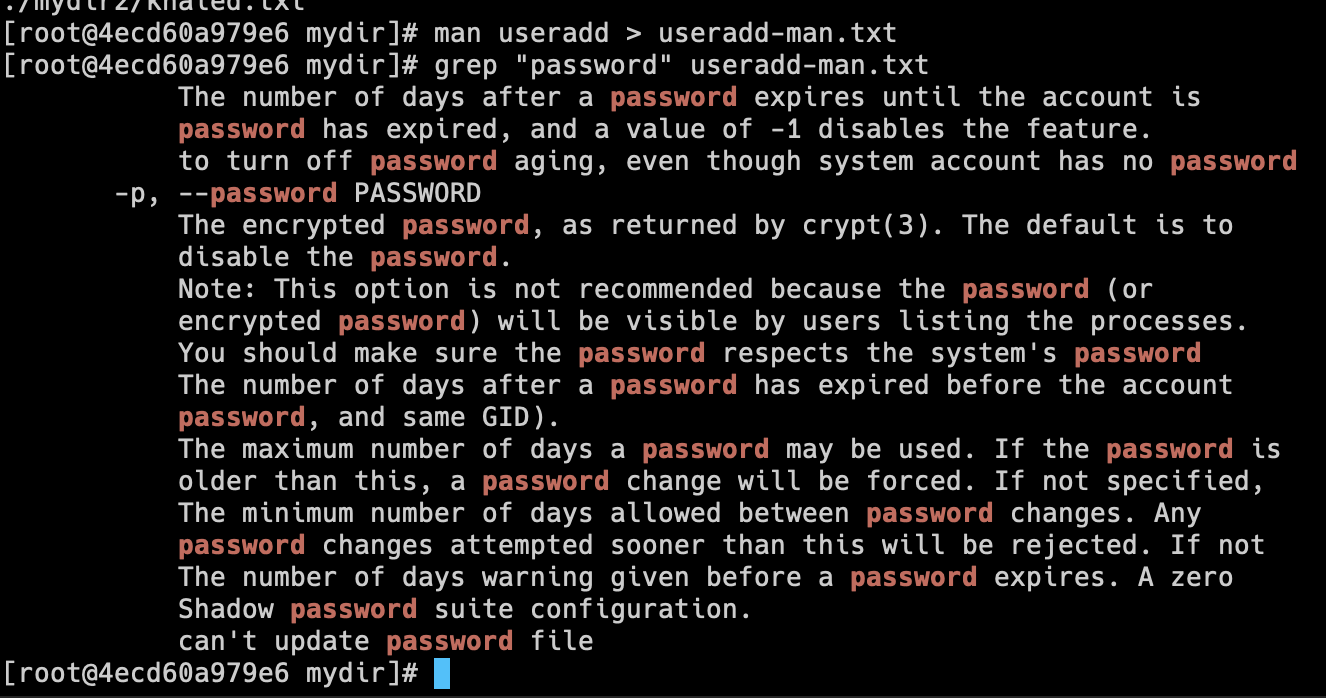 ./mydir2/khaled.txt
[root@4ecd60a979e6 mydir]# man useradd > useradd-man.txt
[root@4ecd60a979e6 mydir]# grep "password" useradd-man.txt
The number of days after a password expires until the account is
password has expired, and a value of -1 disables the feature.
to turn off password aging, even though system account has no password
-p, --password PASSWORD
The encrypted password, as returned by crypt(3). The default is to
disable the password.
Note: This option is not recommended because the password (or
encrypted password) will be visible by users listing the processes.
You should make sure the password respects the system's password
The number of days after a password has expired before the account
password, and same GID).
The maximum number of days a password may be used. If the password is
older than this, a password change will be forced. If not specified,
The minimum number of days allowed between password changes. Any
password changes attempted sooner than this will be rejected. If not
The number of days warning given before a password expires. A zero
Shadow password suite configuration.
can't update password file
[root@4ecd60a979e6 mydir]#